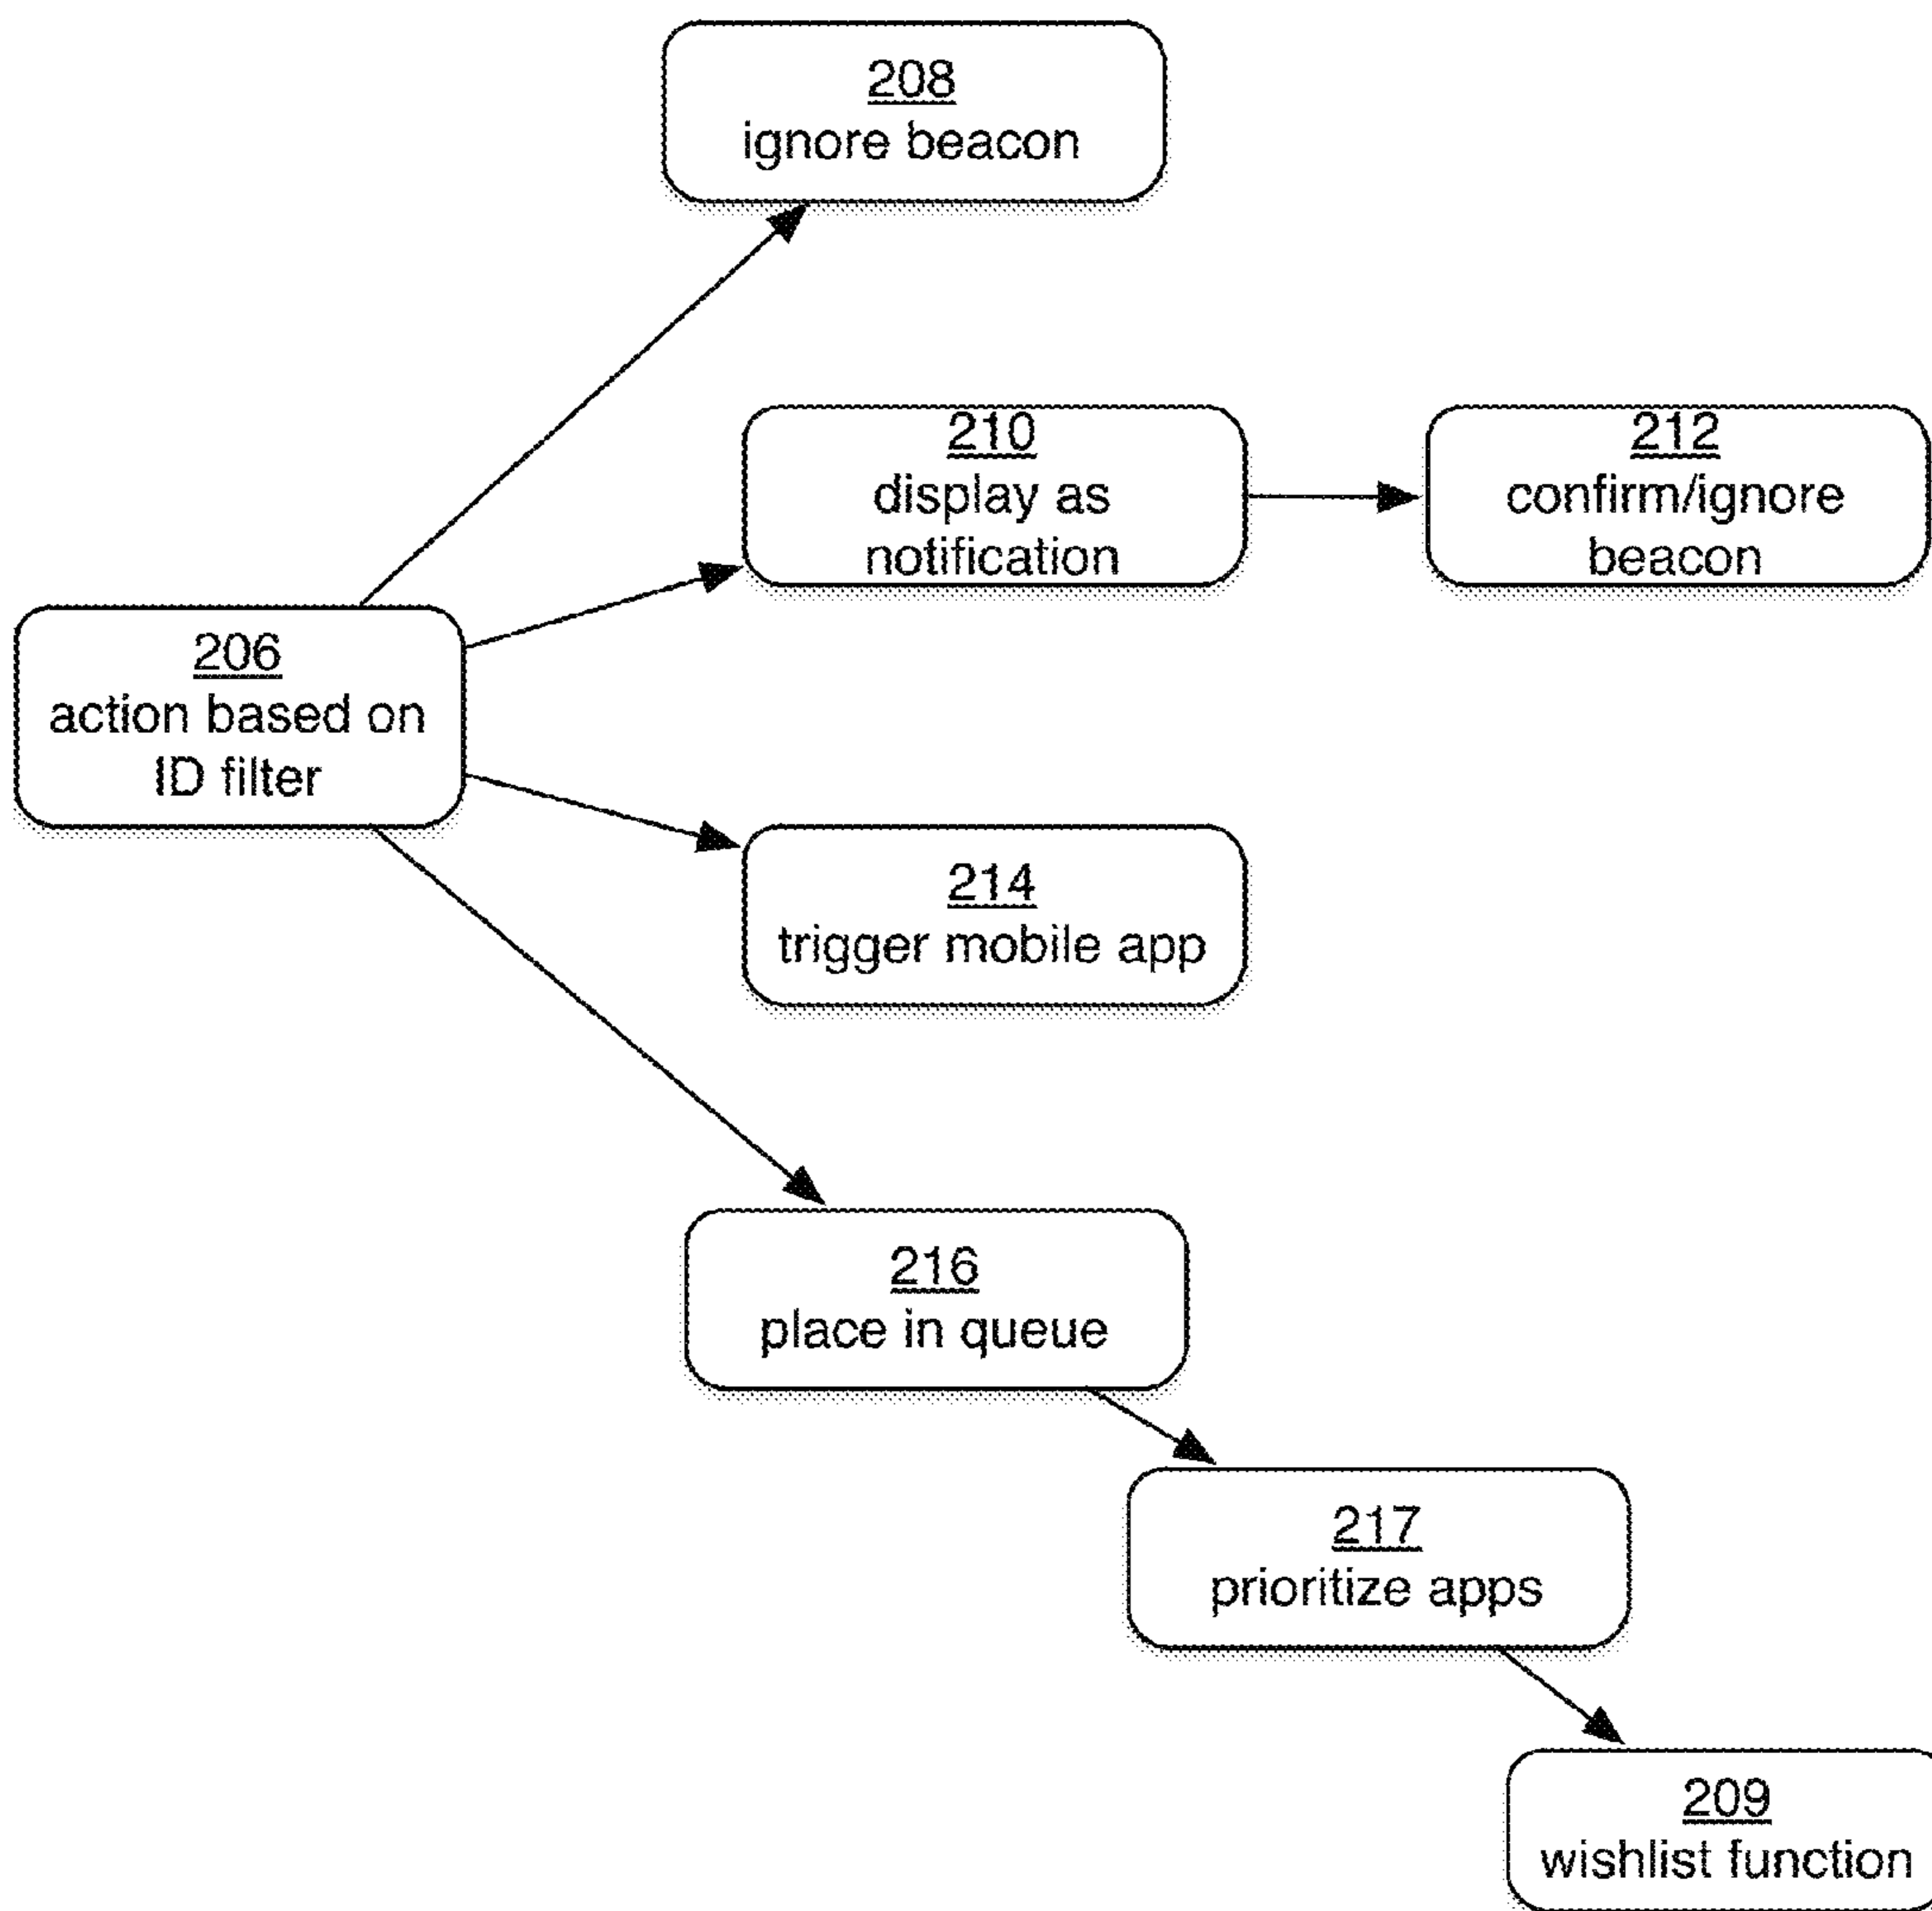 208
ignore beacon
210
display as
notification
212
confirm/ignore
beacon
206
action based on
ID filter
214
trigger mobile app
216
place in queue
217
prioritize apps
209
wishlist function